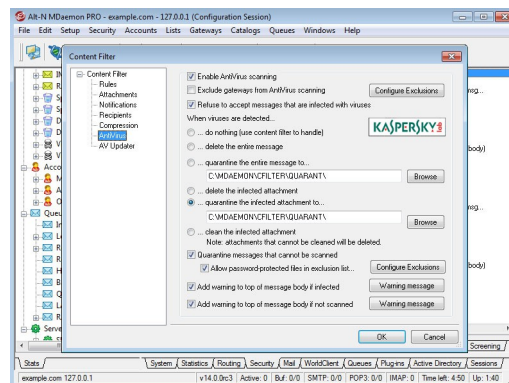 Alt-N MDaemon PRO - example.com - 127.0.0.1 (Configuration Session)
File Edit Setup Security Accounts Lists Gateways Catalogs Queues Windows Help
Content Filter
Content Filter
Rules
Attachments
Notifications
Recipients
Compression
AntiVirus
AV Updater
Enable AntiVirus scanning
Exclude gateways from AntiVirus scanning
Configure Exclusions
Refuse to accept messages that are infected with viruses
When viruses are detected...
KASPERSKY
... do nothing (use content filter to handle)
... delete the entire message
... quarantine the entire message to...
C:\MDAEMON\CFILTER\QUARANT\
Browse
... delete the infected attachment
... quarantine the infected attachment to...
C:\MDAEMON\CFILTER\QUARANT\
Browse
... clean the infected attachment
Note: attachments that cannot be cleaned will be deleted.
Quarantine messages that cannot be scanned
Allow password-protected files in exclusion list...
Configure Exclusions
Add warning to top of message body if infected
Warning message
Add warning to top of message body if not scanned
Warning message
OK
Cancel
Acco
Queu
Serve
msg...
body)
msg...
body)
Screening
Stats
System Statistics Routing Security Mail WorldClient Queues Plug-ins Active Directory Sessions
example.com 127.0.0.1
v14.0.0rc3 Active: 0 Buf: 0/0 SMTP: 0/0 POP3: 0/0 IMAP: 0 Time left: 4:50 Up: 1:40